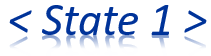 < State 1 >